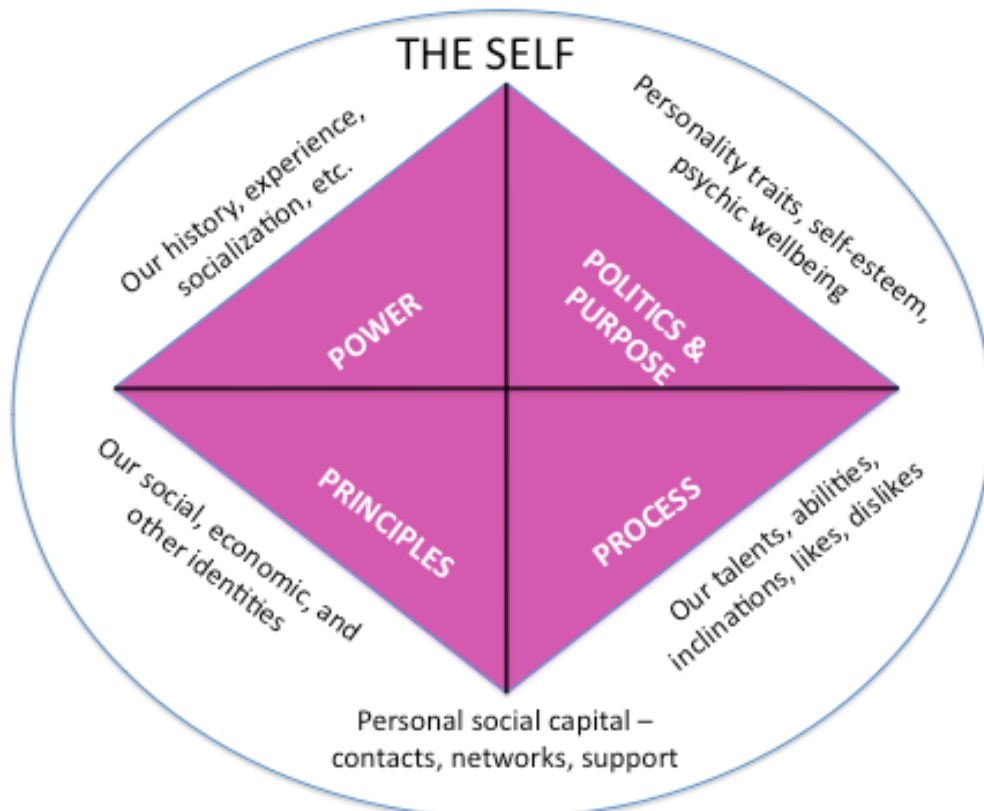 THE SELF
Our history, experience,
socialization, etc.
Personality traits, self-esteem,
psychic wellbeing
POWER
POLITICS &
PURPOSE
PRINCIPLES
PROCESS
Our social, economic, and
other identities
Our talents, abilities,
inclinations, likes, dislikes
Personal social capital –
contacts, networks, support